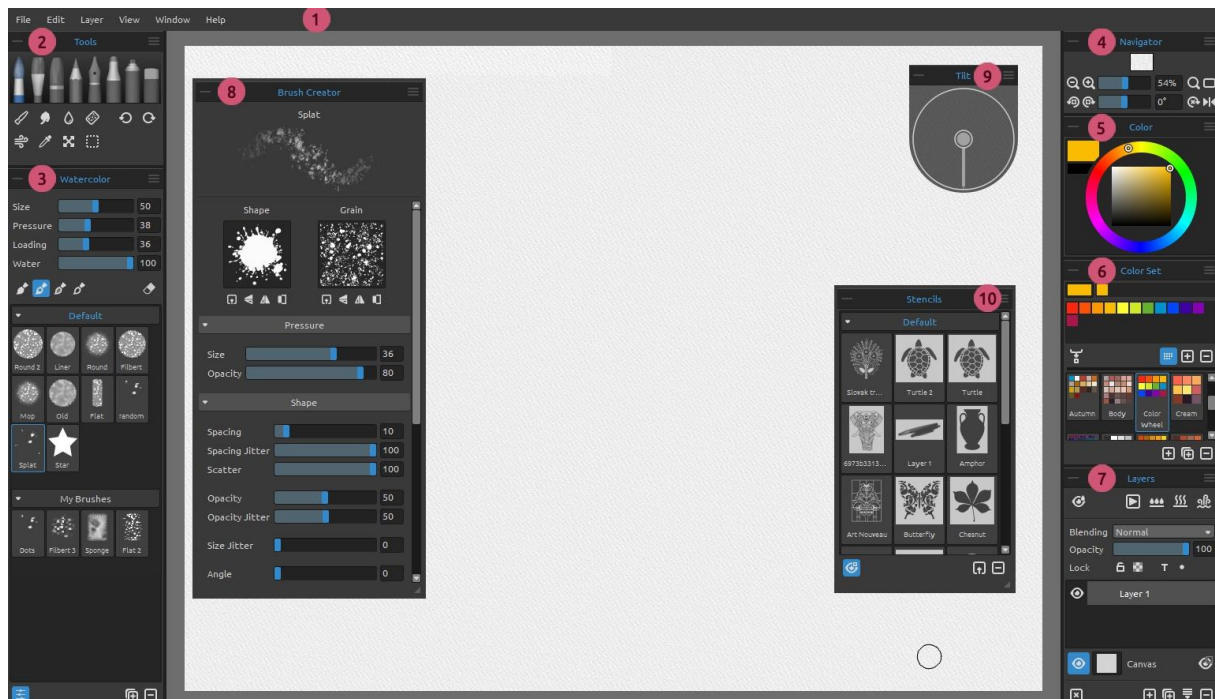 File Edit Layer View Window Help 1
2 Tools
3 Watercolor
Size 50
Pressure 38
Loading 36
Water 100
Default
Round 2 Liner Round Filbert
Mop Old Flat random
Splat Star
My Brushes
Dots Filbert 3 Sponge Flat 2
8 Brush Creator
Splat
Shape Grain
Pressure
Size 36
Opacity 80
Shape
Spacing 10
Spacing Jitter 100
Scatter 100
Opacity 50
Opacity Jitter 50
Size Jitter 0
Angle 0
Tilt 9
Stencils 10
Default
Slovak tr... Turtle 2 Turtle
6973b3313... Layer 1 Amphor
Art Nouveau Butterfly Chesnut
4 Navigator
54%
0°
5 Color
6 Color Set
Autumn Body Color Wheel Cream
7 Layers
Blending Normal
Opacity 100
Lock T
Layer 1
Canvas